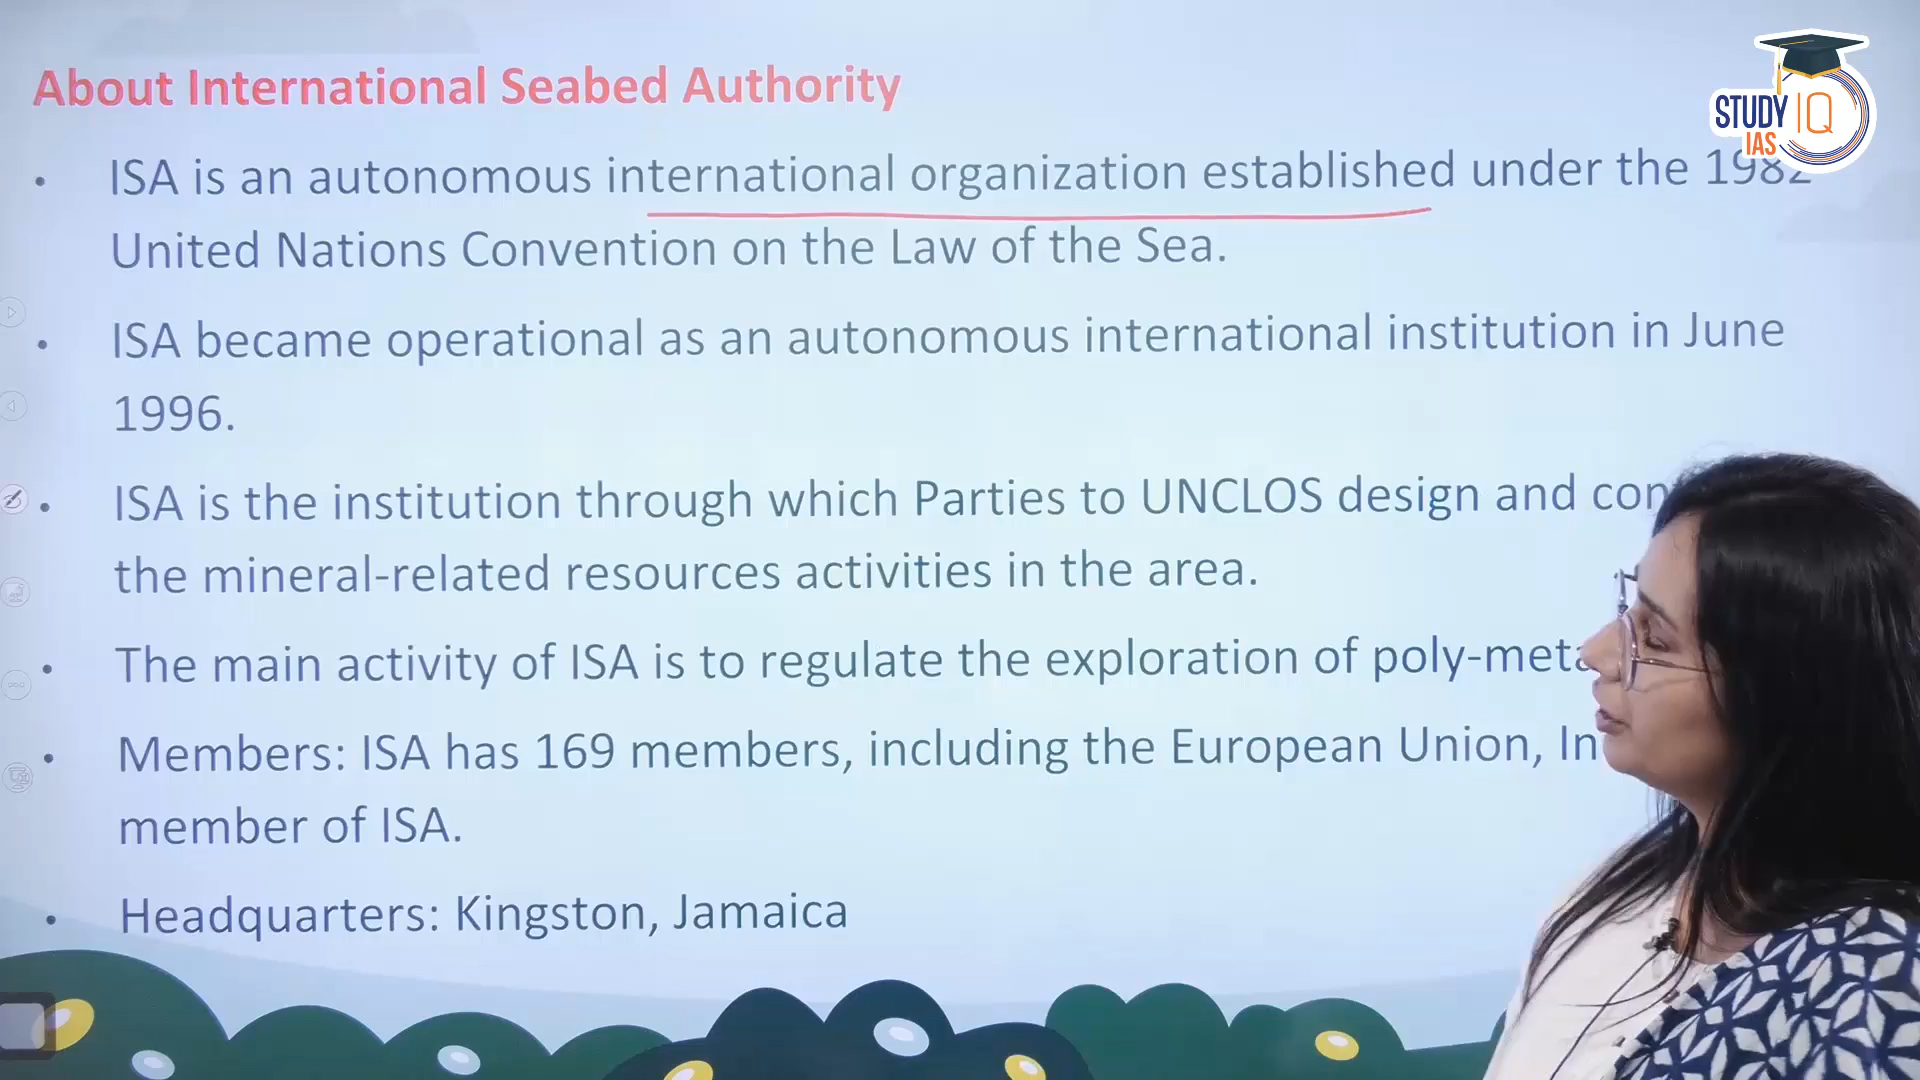 About International Seabed Authority
STUDY IQ
IAS
• ISA is an autonomous international organization established under the 1982
United Nations Convention on the Law of the Sea.
• ISA became operational as an autonomous international institution in June
1996.
• ISA is the institution through which Parties to UNCLOS design and
the mineral-related resources activities in the area.
• The main activity of ISA is to regulate the exploration of
• Members: ISA has 169 members, including the European Union,
member of ISA.
• Headquarters: Kingston, Jamaica